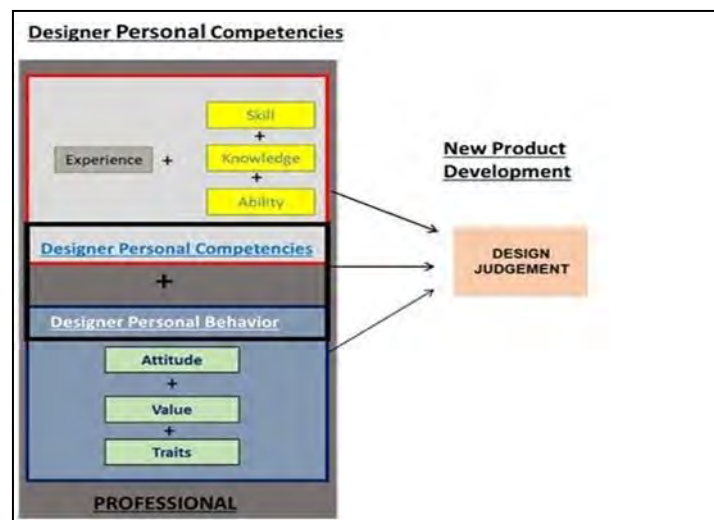 Designer Personal Competencies
Skill
+
Experience + Knowledge
+
Ability
Designer Personal Competencies
+
Designer Personal Behavior
Attitude
+
Value
+
Traits
PROFESSIONAL
New Product
Development
DESIGN
JUDGEMENT